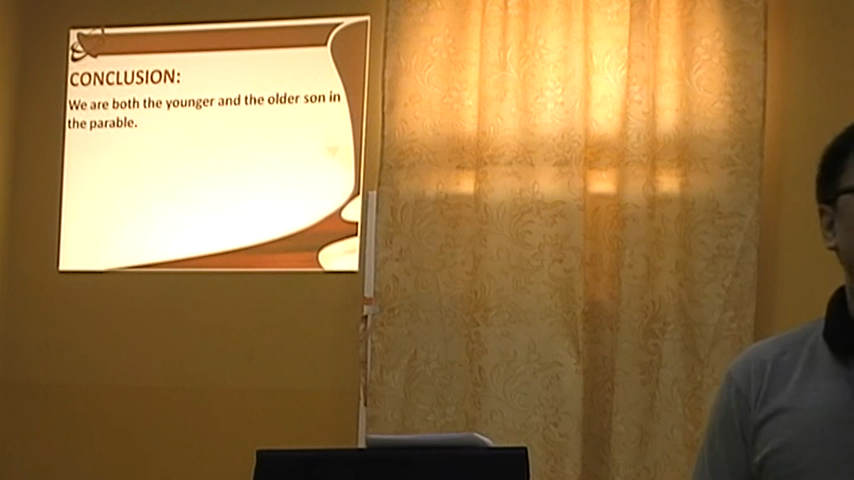 CONCLUSION:
We are both the younger and the older son in
the parable.